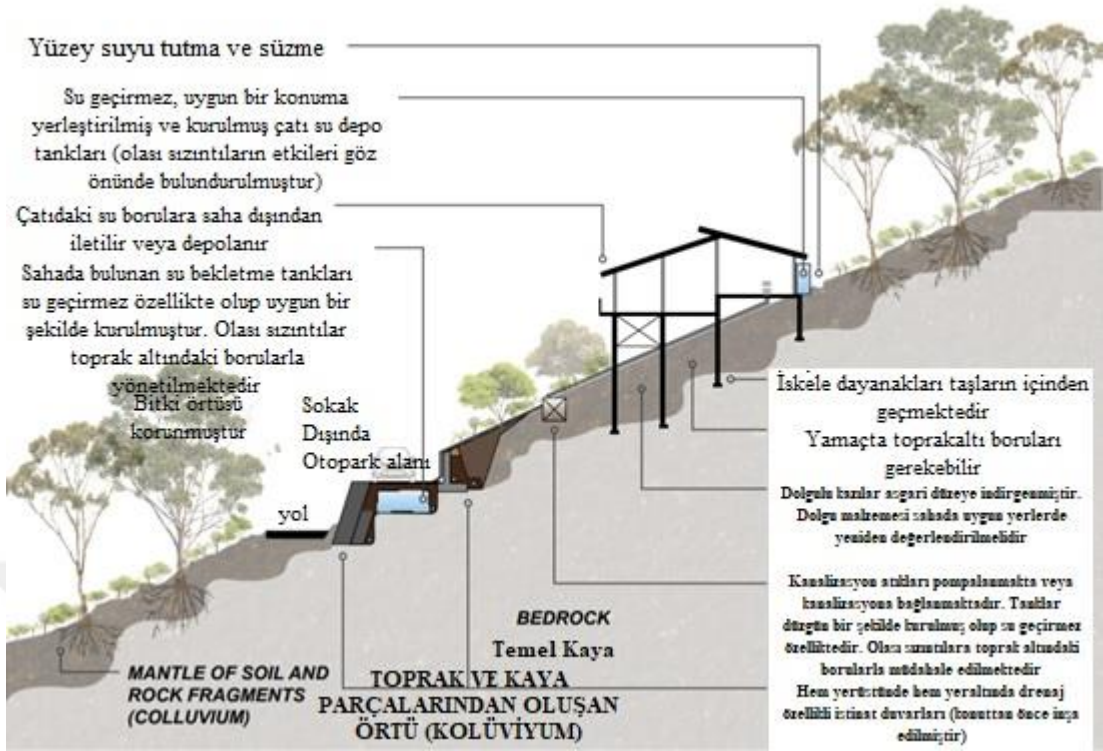 Yüzey suyu tutma ve süzme
Su geçirmez, uygun bir konuma
yerleştirilmiş ve kurulmuş çatı su depo
tankları (olası sızıntıların etkileri göz
önünde bulundurulmuştur)
Çatıdaki su borulara saha dışından
iletilir veya depolanır
Sahada bulunan su bekletme tankları
su geçirmez özellikte olup uygun bir
şekilde kurulmuştur. Olası sızıntılar
toprak altındaki borularla
yönetilmektedir
Bitki örtüsü
korunmuştur
Sokak
Dışında
Otopark alanı
yol
İskele dayanakları taşların içinden
geçmektedir
Yamaçta toprakaltı boruları
gerekebilir
Dolgulu kazılar asgari düzeye indirgenmiştir.
Dolgu malzemesi sahada uygun yerlerde
yeniden değerlendirilmelidir
Kanalizasyon atıkları pompalanmakta veya
kanalizasyona bağlanmaktadır. Tanklar
düzgün bir şekilde kurulmuş olup su geçirmez
özelliktedir. Olası sızıntılara toprak altındaki
borularla müdahale edilmektedir
Hem yerüstünde hem yeraltında drenaj
özellikli istinat duvarları (konuttan önce inşa
edilmiştir)
BEDROCK
Temel Kaya
MANTLE OF SOIL AND
ROCK FRAGMENTS
(COLLUVIUM)
TOPRAK VE KAYA
PARÇALARINDAN OLUŞAN
ÖRTÜ (KOLÜVİYUM)